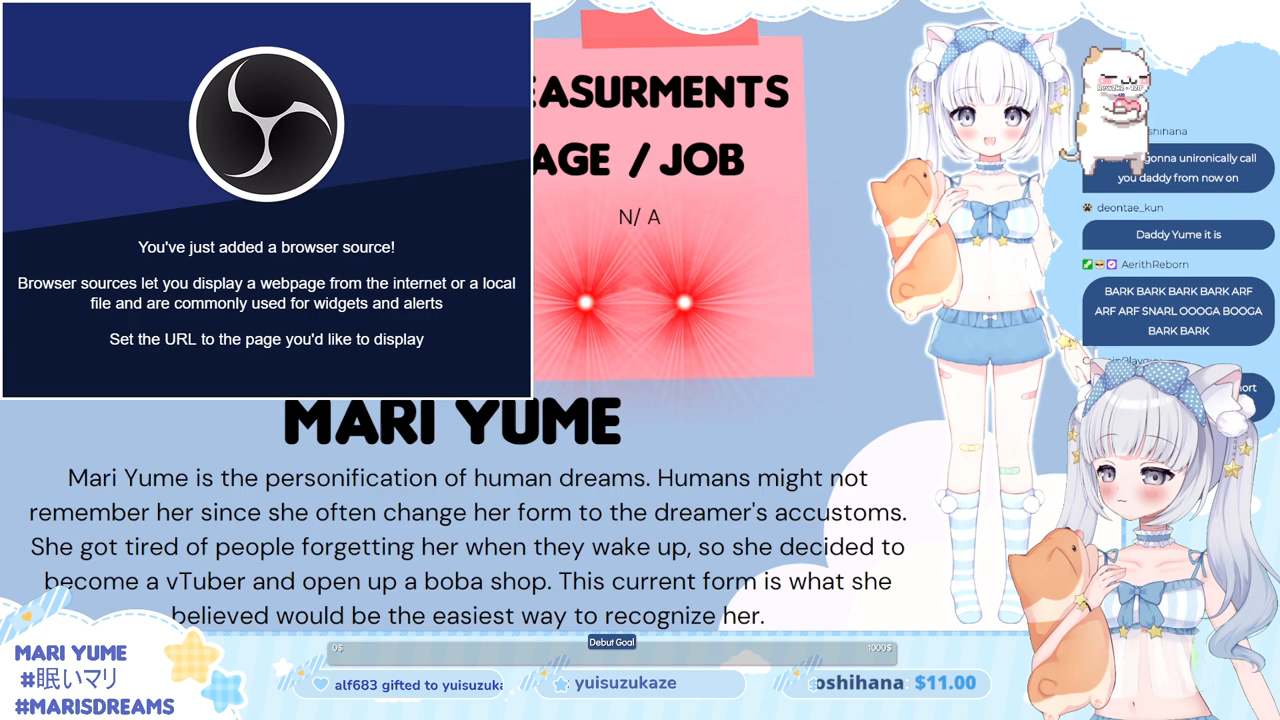 You've just added a browser source!
Browser sources let you display a webpage from the internet or a local
file and are commonly used for widgets and alerts
Set the URL to the page you'd like to display
EASURMENTS
AGE / JOB
N/ A
MARI YUME
Mari Yume is the personification of human dreams. Humans might not
remember her since she often change her form to the dreamer's accustoms.
She got tired of people forgetting her when they wake up, so she decided to
become a vTuber and open up a boba shop. This current form is what she
believed would be the easiest way to recognize her.
shihana
gonna unironically call
you daddy from now on
deontae_kun
Daddy Yume it is
AerithReborn
BARK BARK BARK BARK ARF
ARF ARF SNARL OOOGA BOOGA
BARK BARK
ort
MARI YUME
#眠いマリ
#MARISDREAMS
Debut Goal
0$
1000$
alf683 gifted to yuisuzuka
yuisuzukaze
oshihana: $11.00